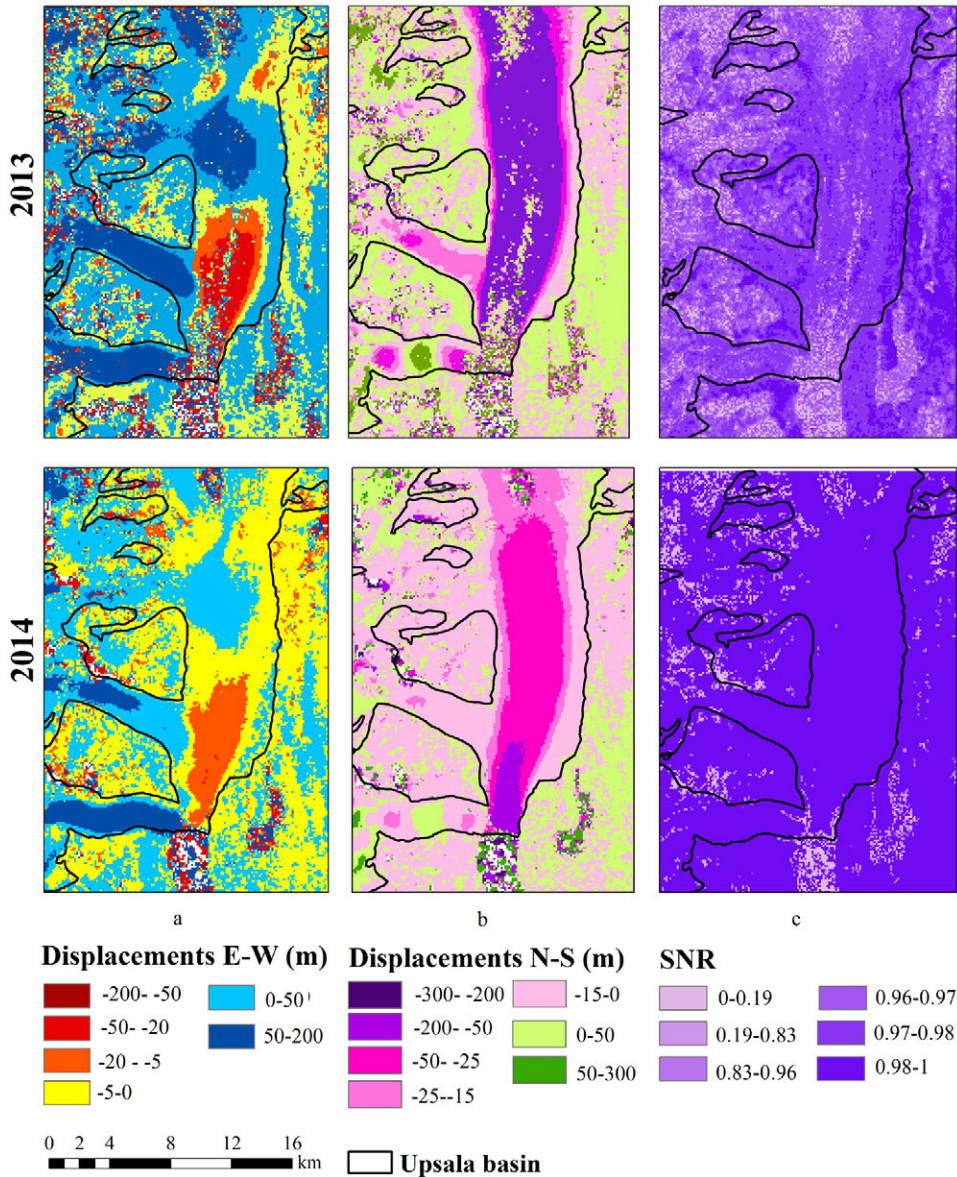 2013
2014
a
b
c
Displacements E-W (m)
-200- -50
-50- -20
-20 --5
-5-0
0-50
50-200
Displacements N-S (m)
-300- -200
-200- -50
-50- -25
-25--15
-15-0
0-50
50-300
SNR
0-0.19
0.19-0.83
0.83-0.96
0.96-0.97
0.97-0.98
0.98-1
0 2 4 8 12 16
km
Upsala basin